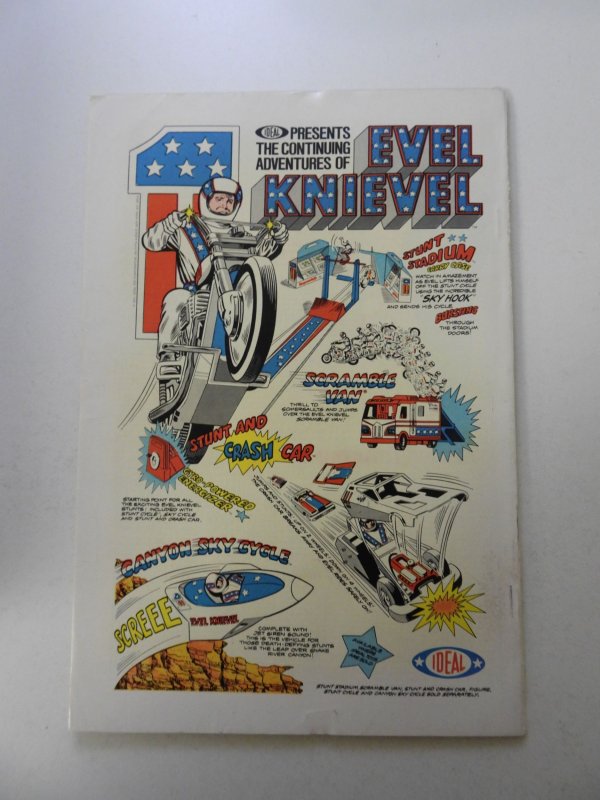 IDEAL PRESENTS
THE CONTINUING
ADVENTURES OF
EVEL
KNIEVEL
STUNT
STADIUM
CARRY CASE
WATCH IN AMAZEMENT
AS EVEL LIFTS HIMSELF
OFF THE STUNT CYCLE
USING THE INCREDIBLE
"SKY HOOK"
AND SENDS HIS CYCLE
THROUGH
THE STADIUM
DOORS!
SCRAMBLE
VAN
THRILL TO
SOMERSAULTS AND JUMPS
OVER THE EVEL KNIEVEL
SCRAMBLE VAN!
STUNT AND
CRASH CAR
GYRO-POWERED
ENERGIZER
STARTING POINT FOR ALL
THE EXCITING EVEL KNIEVEL
STUNTS! INCLUDED WITH
STUNT CYCLE, SKY CYCLE
AND STUNT AND CRASH CAR.
CANYON SKY CYCLE
SCREEE
EVEL KNIEVEL
COMPLETE WITH
JET SIREN SOUND!
THIS IS THE VEHICLE FOR
THOSE DEATH-DEFYING STUNTS
LIKE THE LEAP OVER SNAKE
RIVER CANYON!
AVAILABLE
WHERE
IDEAL
STUNT STADIUM, SCRAMBLE VAN, STUNT AND CRASH CAR, FIGURE,
STUNT CYCLE AND CANYON SKY CYCLE SOLD SEPARATELY.